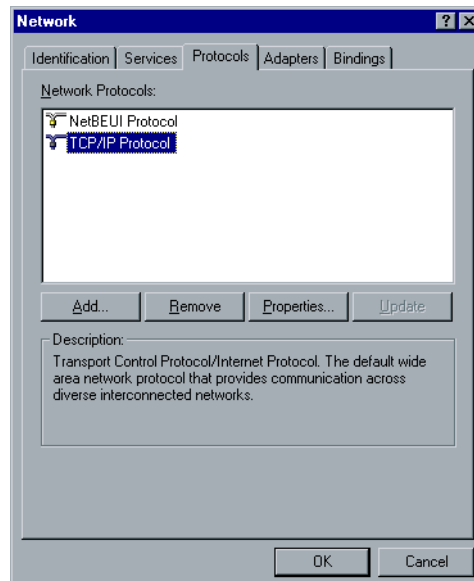 Network
Identification Services Protocols Adapters Bindings
Network Protocols:
NetBEUI Protocol
TCP/IP Protocol
Add... Remove Properties... Update
Description:
Transport Control Protocol/Internet Protocol. The default wide
area network protocol that provides communication across
diverse interconnected networks.
OK Cancel